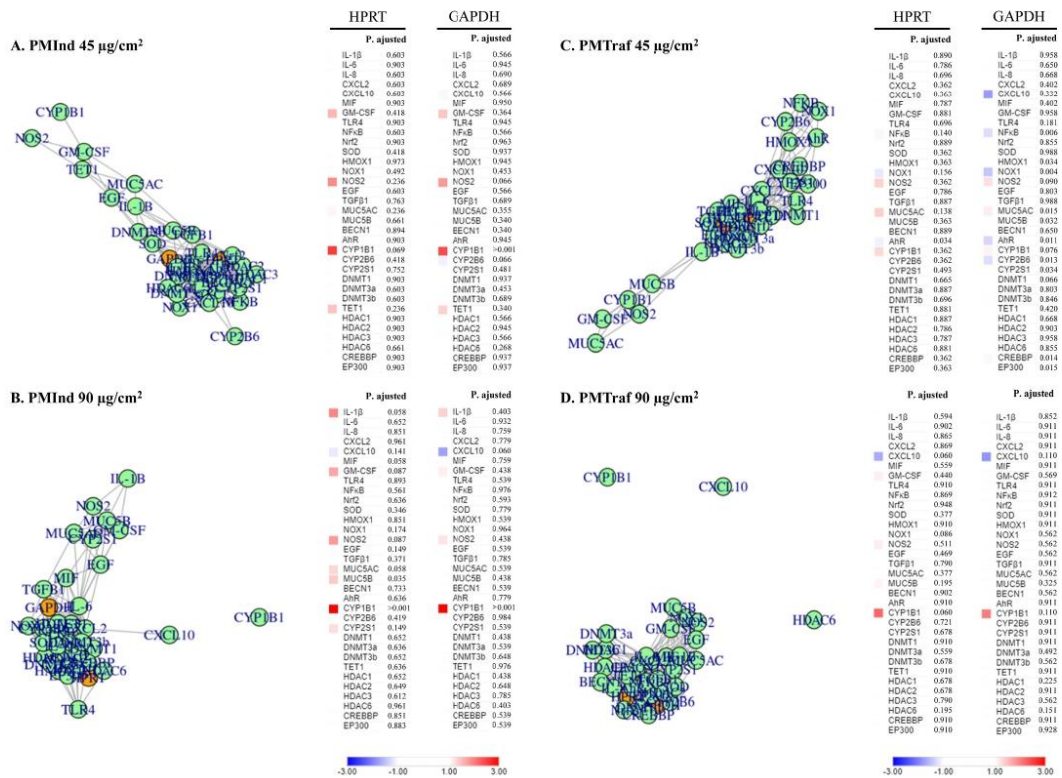 HPRT GAPDH
A. PMInd 45 µg/cm²
P. ajusted P. ajusted
IL-1β 0.603 IL-1β 0.566
IL-6 0.903 IL-6 0.945
IL-8 0.903 IL-8 0.690
CXCL2 0.603 CXCL2 0.689
CXCL10 0.603 CXCL10 0.566
MIF 0.903 MIF 0.950
GM-CSF 0.418 GM-CSF 0.364
TLR4 0.903 TLR4 0.945
NFκB 0.603 NFκB 0.566
Nrf2 0.603 Nrf2 0.963
SOD 0.418 SOD 0.937
HMOX1 0.973 HMOX1 0.945
NOX1 0.492 NOX1 0.453
NOS2 0.236 NOS2 0.066
EGF 0.603 EGF 0.566
TGFβ1 0.763 TGFβ1 0.689
MUC5AC 0.236 MUC5AC 0.355
MUC5B 0.661 MUC5B 0.340
BECN1 0.894 BECN1 0.340
AhR 0.903 AhR 0.945
CYP1B1 0.069 CYP1B1 >0.001
CYP2B6 0.418 CYP2B6 0.066
CYP2S1 0.752 CYP2S1 0.481
DNMT1 0.603 DNMT1 0.937
DNMT3a 0.603 DNMT3a 0.453
DNMT3b 0.603 DNMT3b 0.689
TET1 0.236 TET1 0.340
HDAC1 0.903 HDAC1 0.566
HDAC2 0.903 HDAC2 0.945
HDAC3 0.903 HDAC3 0.566
HDAC6 0.661 HDAC6 0.268
CREBBP 0.903 CREBBP 0.937
EP300 0.903 EP300 0.937
CYP1B1
NOS2
GM-CSF
TET1
MUC5AC
EGF
IL-1B
SOD
NOX1
NFKB
CYP2B6
HPRT GAPDH
C. PMTraf 45 µg/cm²
P. ajusted P. ajusted
IL-1β 0.890 IL-1β 0.958
IL-6 0.786 IL-6 0.650
IL-8 0.696 IL-8 0.668
CXCL2 0.362 CXCL2 0.402
CXCL10 0.363 CXCL10 0.332
MIF 0.787 MIF 0.402
GM-CSF 0.881 GM-CSF 0.958
TLR4 0.696 TLR4 0.181
NFκB 0.140 NFκB 0.006
Nrf2 0.889 Nrf2 0.855
SOD 0.362 SOD 0.988
HMOX1 0.363 HMOX1 0.034
NOX1 0.156 NOX1 0.004
NOS2 0.362 NOS2 0.090
EGF 0.786 EGF 0.803
TGFβ1 0.887 TGFβ1 0.988
MUC5AC 0.138 MUC5AC 0.015
MUC5B 0.363 MUC5B 0.032
BECN1 0.889 BECN1 0.650
AhR 0.034 AhR 0.011
CYP1B1 0.362 CYP1B1 0.076
CYP2B6 0.362 CYP2B6 0.013
CYP2S1 0.493 CYP2S1 0.034
DNMT1 0.665 DNMT1 0.066
DNMT3a 0.887 DNMT3a 0.803
DNMT3b 0.696 DNMT3b 0.846
TET1 0.881 TET1 0.420
HDAC1 0.887 HDAC1 0.668
HDAC2 0.786 HDAC2 0.903
HDAC3 0.787 HDAC3 0.958
HDAC6 0.881 HDAC6 0.855
CREBBP 0.362 CREBBP 0.014
EP300 0.363 EP300 0.015
NFKB
NOX1
CYP2B6
AhR
HMOX1
TLR4
DNMT1
DNMT3b
IL-1B
MUC5B
CYP1B1
NOS2
GM-CSF
MUC5AC
B. PMInd 90 µg/cm²
P. ajusted P. ajusted
IL-1β 0.058 IL-1β 0.403
IL-6 0.652 IL-6 0.932
IL-8 0.851 IL-8 0.759
CXCL2 0.961 CXCL2 0.779
CXCL10 0.141 CXCL10 0.060
MIF 0.058 MIF 0.759
GM-CSF 0.087 GM-CSF 0.438
TLR4 0.893 TLR4 0.539
NFκB 0.561 NFκB 0.976
Nrf2 0.636 Nrf2 0.593
SOD 0.346 SOD 0.779
HMOX1 0.851 HMOX1 0.539
NOX1 0.174 NOX1 0.964
NOS2 0.087 NOS2 0.438
EGF 0.149 EGF 0.539
TGFβ1 0.371 TGFβ1 0.785
MUC5AC 0.058 MUC5AC 0.539
MUC5B 0.035 MUC5B 0.438
BECN1 0.733 BECN1 0.539
AhR 0.636 AhR 0.779
CYP1B1 >0.001 CYP1B1 >0.001
CYP2B6 0.419 CYP2B6 0.984
CYP2S1 0.149 CYP2S1 0.539
DNMT1 0.652 DNMT1 0.438
DNMT3a 0.636 DNMT3a 0.539
DNMT3b 0.652 DNMT3b 0.648
TET1 0.636 TET1 0.976
HDAC1 0.652 HDAC1 0.438
HDAC2 0.649 HDAC2 0.648
HDAC3 0.612 HDAC3 0.785
HDAC6 0.961 HDAC6 0.403
CREBBP 0.851 CREBBP 0.539
EP300 0.883 EP300 0.539
IL-1B
NOS2
MUC5B
GM-CSF
CYP2S1
EGF
MIF
TGFB1
GAPDH
IL-6
CYP1B1
CXCL10
TLR4
-3.00 -1.00 1.00 3.00
D. PMTraf 90 µg/cm²
P. ajusted P. ajusted
IL-1β 0.594 IL-1β 0.852
IL-6 0.902 IL-6 0.911
IL-8 0.865 IL-8 0.911
CXCL2 0.869 CXCL2 0.911
CXCL10 0.060 CXCL10 0.110
MIF 0.559 MIF 0.911
GM-CSF 0.440 GM-CSF 0.569
TLR4 0.910 TLR4 0.911
NFκB 0.869 NFκB 0.912
Nrf2 0.948 Nrf2 0.911
SOD 0.377 SOD 0.911
HMOX1 0.910 HMOX1 0.911
NOX1 0.086 NOX1 0.562
NOS2 0.511 NOS2 0.562
EGF 0.469 EGF 0.562
TGFβ1 0.790 TGFβ1 0.911
MUC5AC 0.377 MUC5AC 0.562
MUC5B 0.195 MUC5B 0.325
BECN1 0.902 BECN1 0.562
AhR 0.910 AhR 0.911
CYP1B1 0.060 CYP1B1 0.110
CYP2B6 0.721 CYP2B6 0.911
CYP2S1 0.678 CYP2S1 0.911
DNMT1 0.910 DNMT1 0.911
DNMT3a 0.559 DNMT3a 0.492
DNMT3b 0.678 DNMT3b 0.562
TET1 0.910 TET1 0.911
HDAC1 0.678 HDAC1 0.225
HDAC2 0.678 HDAC2 0.911
HDAC3 0.790 HDAC3 0.562
HDAC6 0.195 HDAC6 0.151
CREBBP 0.910 CREBBP 0.911
EP300 0.910 EP300 0.928
CYP1B1
CXCL10
HDAC6
MUC5B
GM-CSF
EGF
DNMT3a
CREBBP
-3.00 -1.00 1.00 3.00